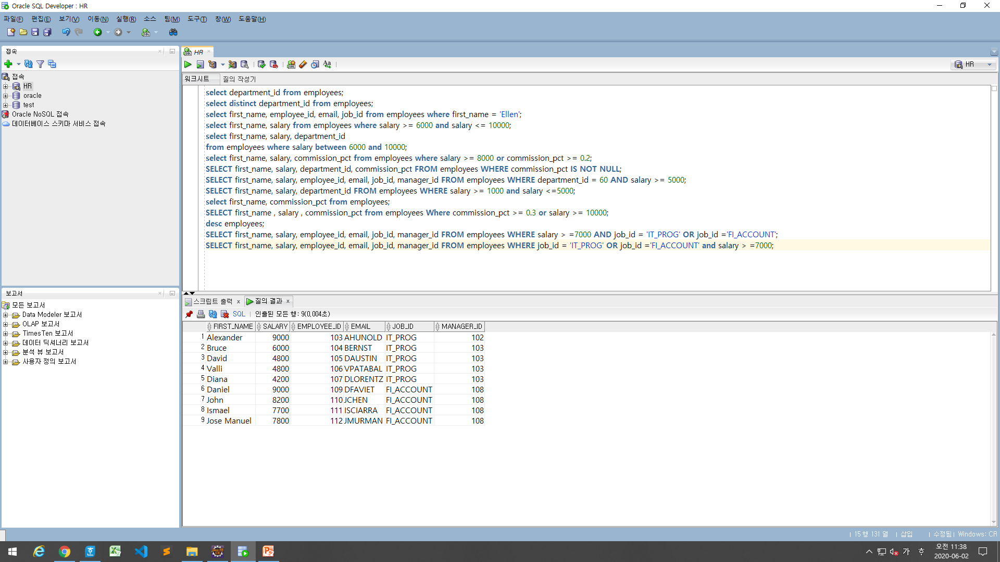 Oracle SQL Developer : HR
파일(F) 편집(E) 보기(V) 이동(N) 실행(R) 소스 팀(M) 도구(T) 창(W) 도움말(H)
접속
접속
HR
oracle
test
Oracle NoSQL 접속
데이터베이스 스키마 서비스 접속
보고서
모든 보고서
Data Modeler 보고서
OLAP 보고서
TimesTen 보고서
데이터 딕셔너리 보고서
분석 뷰 보고서
사용자 정의 보고서
HR
HR
워크시트 질의 작성기
select department_id from employees;
select distinct department_id from employees;
select first_name, employee_id, email, job_id from employees where first_name = 'Ellen';
select first_name, salary from employees where salary >= 6000 and salary <= 10000;
select first_name, salary, department_id
from employees where salary between 6000 and 10000;
select first_name, salary, commission_pct from employees where salary >= 8000 or commission_pct >= 0.2;
SELECT first_name, salary, department_id, commission_pct FROM employees WHERE commission_pct IS NOT NULL;
SELECT first_name, salary, employee_id, email, job_id, manager_id FROM employees WHERE department_id = 60 AND salary >= 5000;
SELECT first_name, salary, department_id FROM employees WHERE salary >= 1000 and salary <=5000;
select first_name, commission_pct from employees;
SELECT first_name , salary , commission_pct from employees Where commission_pct >= 0.3 or salary >= 10000;
desc employees;
SELECT first_name, salary, employee_id, email, job_id, manager_id FROM employees WHERE salary > =7000 AND job_id = 'IT_PROG' OR job_id ='FI_ACCOUNT';
SELECT first_name, salary, employee_id, email, job_id, manager_id FROM employees WHERE job_id = 'IT_PROG' OR job_id ='FI_ACCOUNT' and salary > =7000;
스크립트 출력 x 질의 결과 x
SQL | 인출된 모든 행: 9(0,004초)
FIRST_NAME SALARY EMPLOYEE_ID EMAIL JOB_ID MANAGER_ID
1 Alexander 9000 103 AHUNOLD IT_PROG 102
2 Bruce 6000 104 BERNST IT_PROG 103
3 David 4800 105 DAUSTIN IT_PROG 103
4 Valli 4800 106 VPATABAL IT_PROG 103
5 Diana 4200 107 DLORENTZ IT_PROG 103
6 Daniel 9000 109 DFAVIET FI_ACCOUNT 108
7 John 8200 110 JCHEN FI_ACCOUNT 108
8 Ismael 7700 111 ISCIARRA FI_ACCOUNT 108
9 Jose Manuel 7800 112 JMURMAN FI_ACCOUNT 108
| 15 행 131 열 | 삽입 | 수정됨 | Windows: CR
가 ㅎ 오전 11:38
2020-06-02